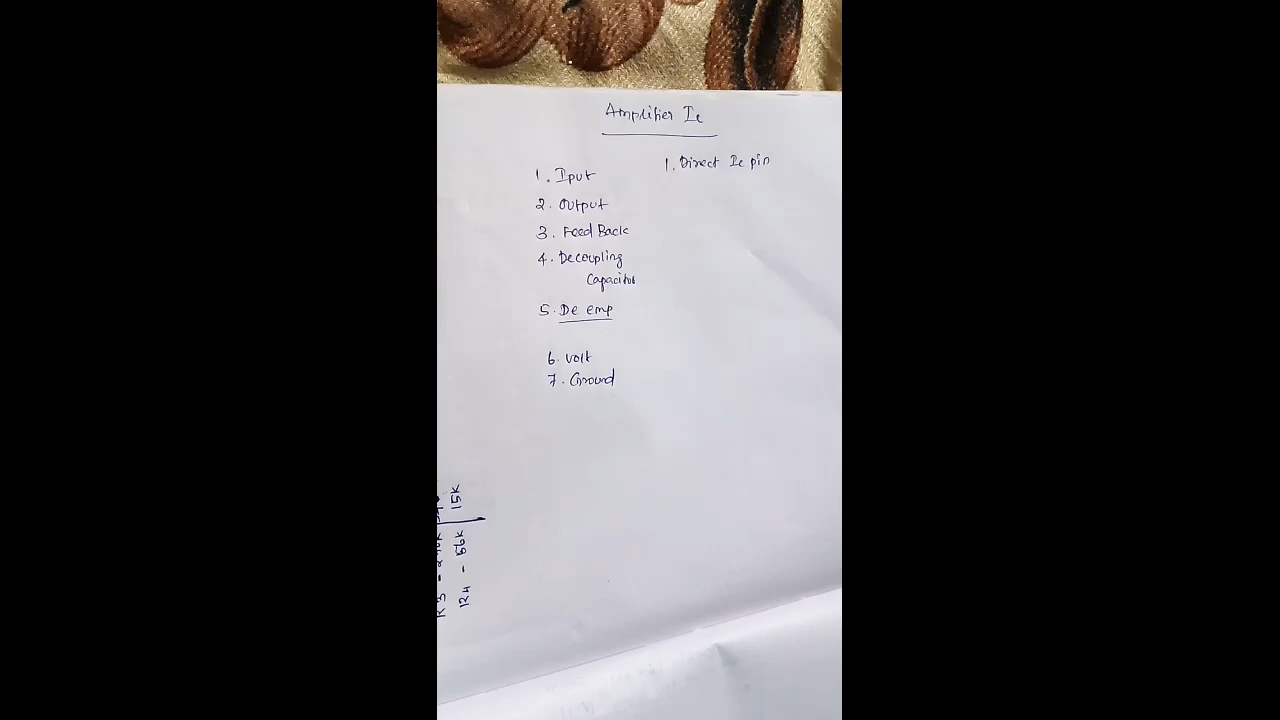 Amplifier Ic
1. Direct Ic pin
1. Iput
2. Output
3. Feed Back
4. Decoupling
Capacitor
5. De emp
6. Volt
7. Ground
15K
R4 - 56K